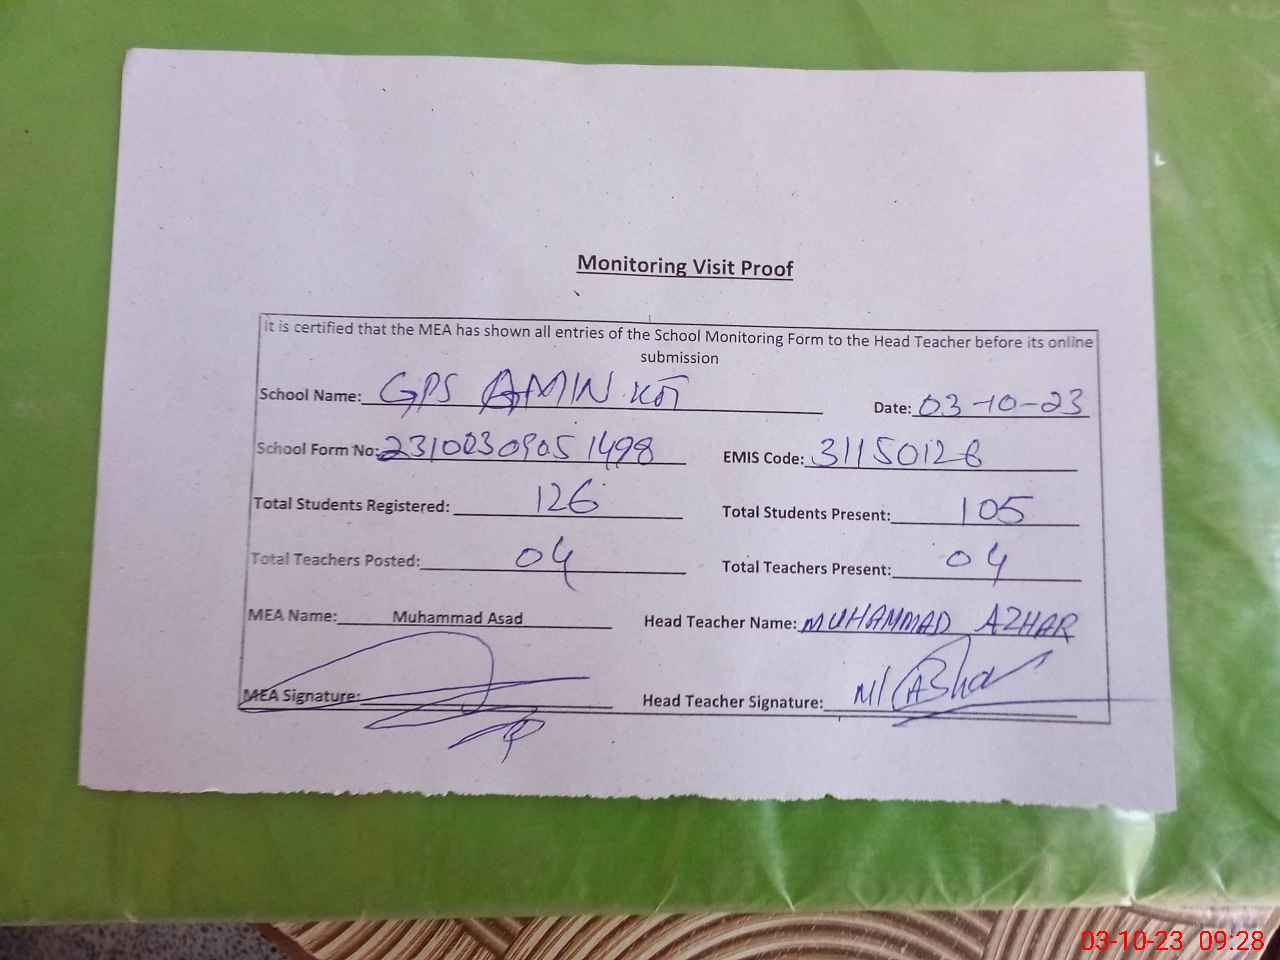 Monitoring Visit Proof
it is certified that the MEA has shown all entries of the School Monitoring Form to the Head Teacher before its online
submission
School Name: GPS AMIN KOT Date: 03-10-23
School Form No: 23100309051498 EMIS Code: 31150128
Total Students Registered: 126 Total Students Present: 105
Total Teachers Posted: 04 Total Teachers Present: 04
MEA Name: Muhammad Asad Head Teacher Name: MUHAMMAD AZHAR
MEA Signature: Head Teacher Signature:
03-10-23 09:28